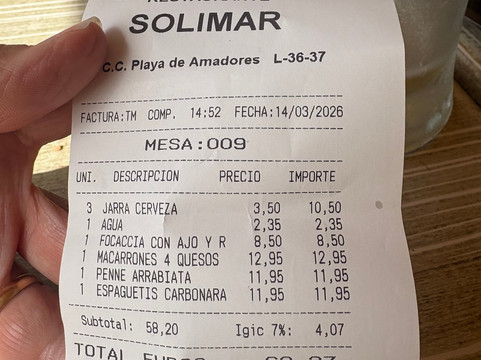 SOLIMAR
C.C. Playa de Amadores L-36-37
FACTURA:TM COMP. 14:52 FECHA:14/03/2026
MESA:009
UNI. DESCRIPCION PRECIO IMPORTE
3 JARRA CERVEZA 3,50 10,50
1 AGUA 2,35 2,35
1 FOCACCIA CON AJO Y R 8,50 8,50
1 MACARRONES 4 QUESOS 12,95 12,95
1 PENNE ARRABIATA 11,95 11,95
1 ESPAGUETIS CARBONARA 11,95 11,95
Subtotal: 58,20 Igic 7%: 4,07
TOTAL